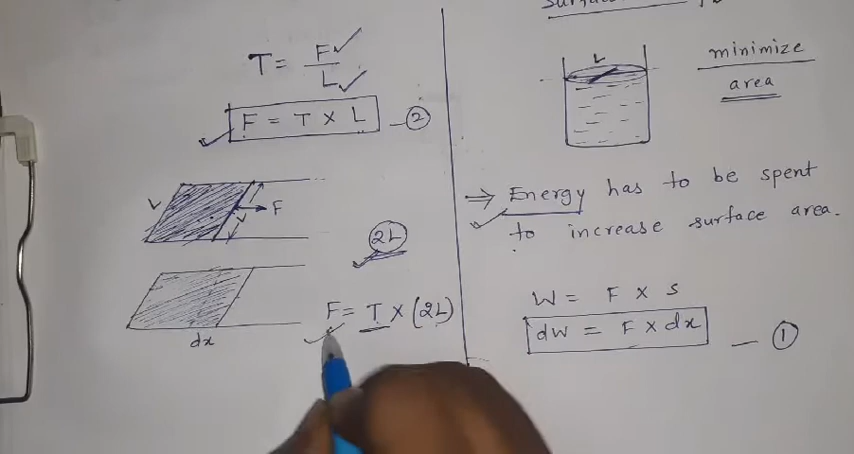 T = F / L
F = T X L — 2
L
F
L
2L
F = T X (2L)
dx
L
minimize
area
⇒ Energy has to be spent
to increase surface area.
W = F X S
dW = F X dx — 1